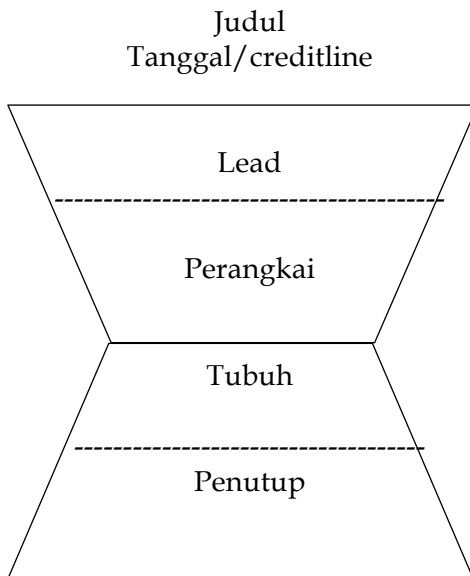 Judul
Tanggal/creditline
Lead
Perangkai
Tubuh
Penutup